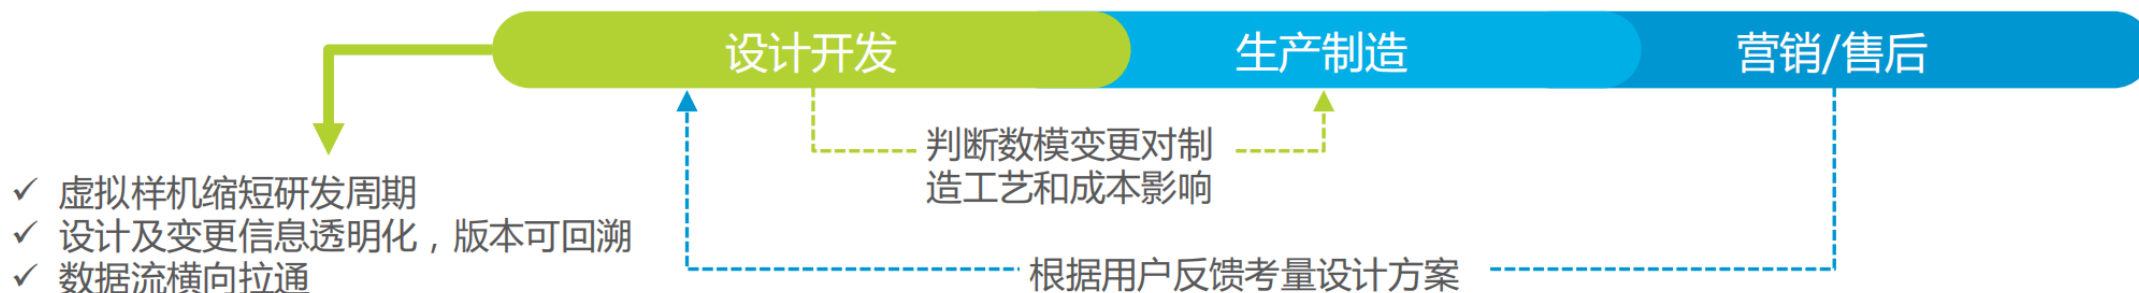 设计开发
生产制造
营销/售后
判断数模变更对制
造工艺和成本影响
✓ 虚拟样机缩短研发周期
✓ 设计及变更信息透明化，版本可回溯
✓ 数据流横向拉通
根据用户反馈考量设计方案